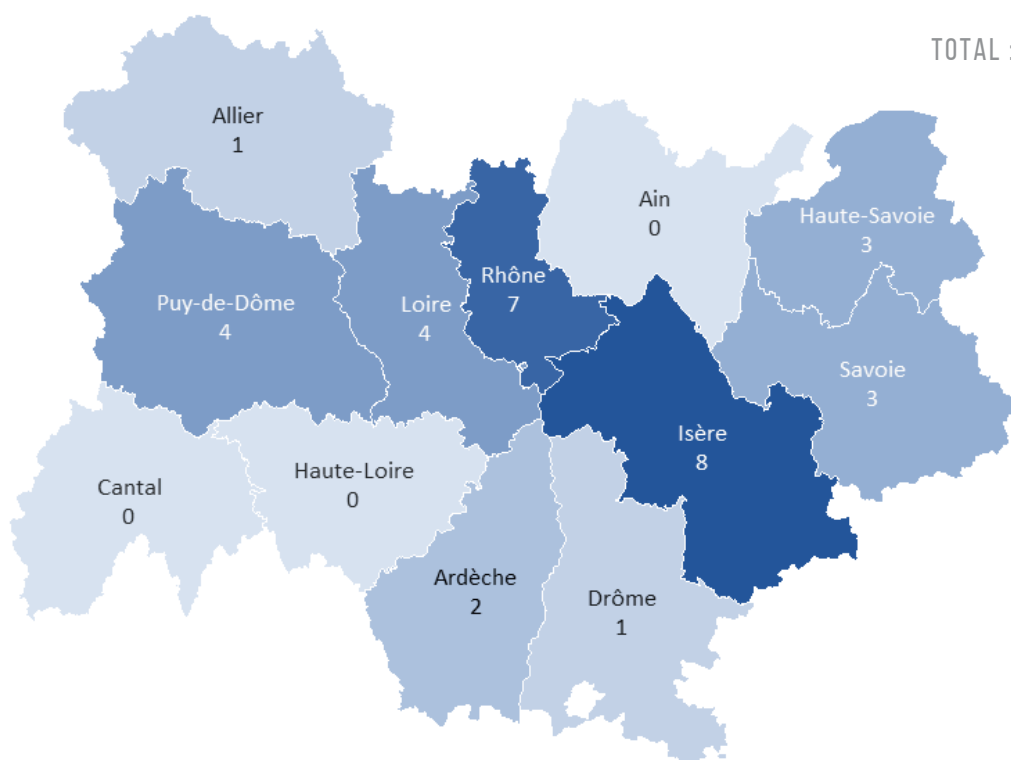 TOTAL :
Allier
1
Ain
0
Haute-Savoie
3
Rhône
7
Puy-de-Dôme
4
Loire
4
Savoie
3
Isère
8
Haute-Loire
0
Cantal
0
Ardèche
2
Drôme
1